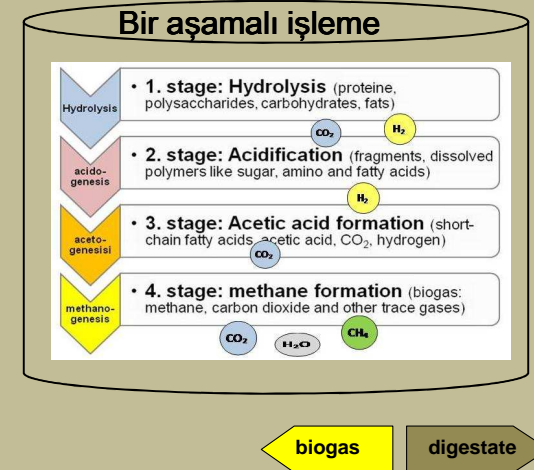 Bir aşamalı işleme
Hydrolysis
• 1. stage: Hydrolysis (proteine,
polysaccharides, carbohydrates, fats)
CO₂
H₂
acido-
genesis
• 2. stage: Acidification (fragments, dissolved
polymers like sugar, amino and fatty acids)
H₂
aceto-
genesisi
• 3. stage: Acetic acid formation (short-
chain fatty acids, acetic acid, CO₂, hydrogen)
CO₂
methano-
genesis
• 4. stage: methane formation (biogas:
methane, carbon dioxide and other trace gases)
CO₂
H₂O
CH₄
biogas
digestate